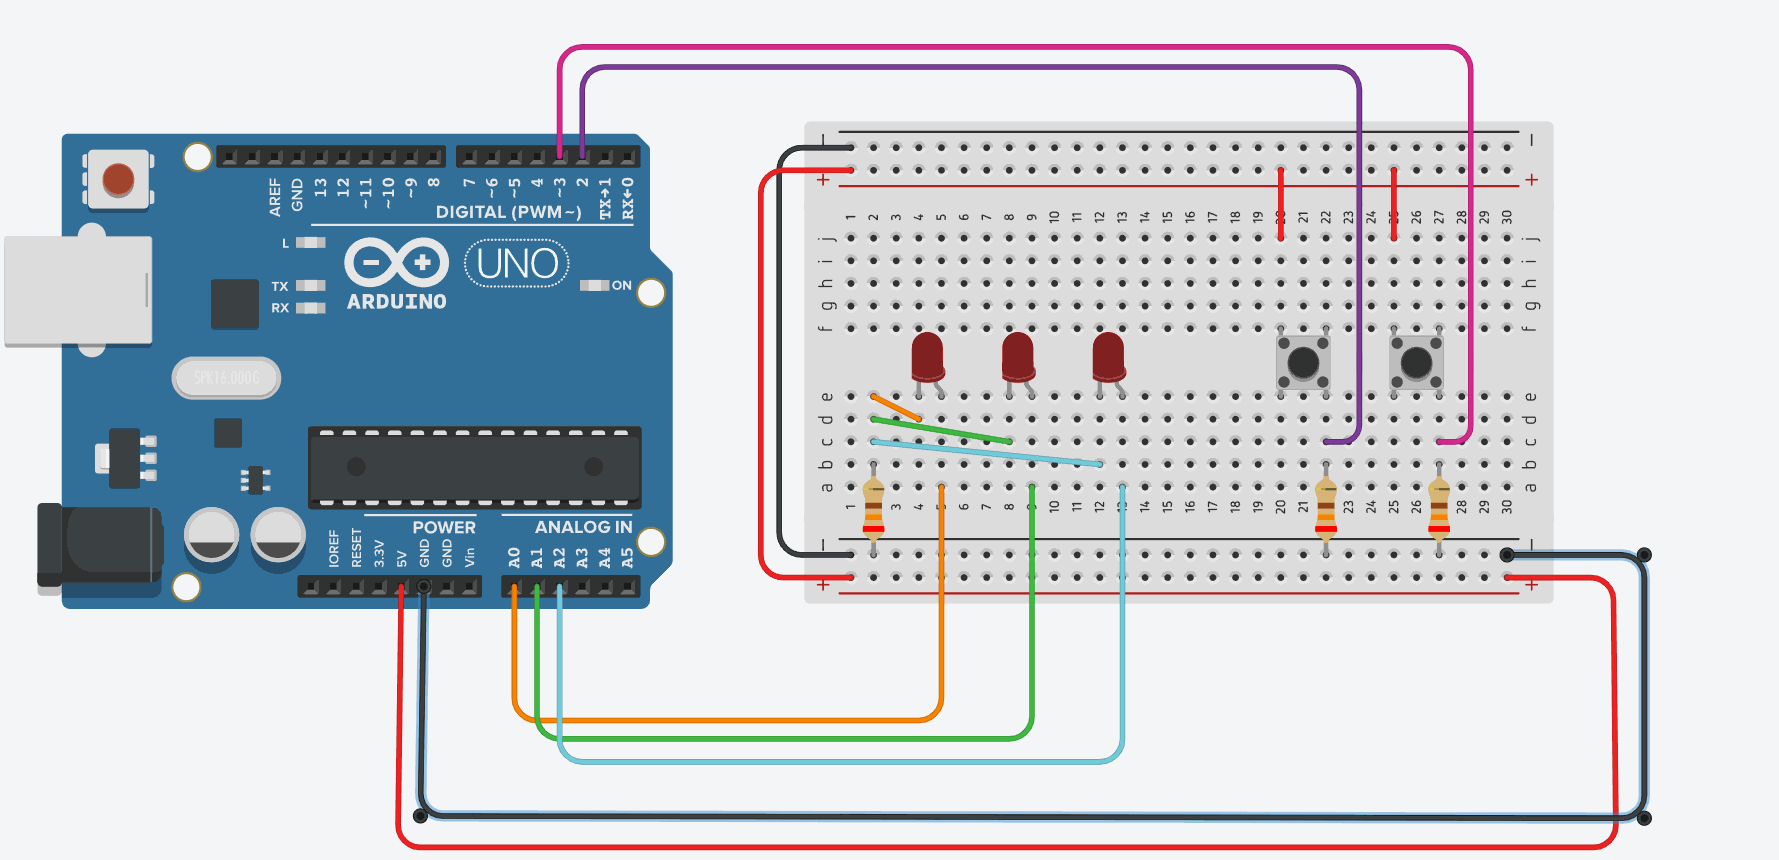 AREF
GND
13
12
~11
~10
~9
8
7
~6
~5
4
~3
2
TX→1
RX←0
DIGITAL (PWM~)
L
TX
RX
ARDUINO
UNO
ON
SPK16.000G
POWER
ANALOG IN
IOREF
RESET
3.3V
5V
GND
GND
Vin
A0
A1
A2
A3
A4
A5
− −
+ +
1 2 3 4 5 6 7 8 9 10 11 12 13 14 15 16 17 18 19 20 21 22 23 24 25 26 27 28 29 30
j j
i i
h h
g g
f f
e e
d d
c c
b b
a a
1 3 4 5 6 7 8 9 10 11 12 13 14 15 16 17 18 19 20 21 23 24 25 26 28 29 30
− −
+ +